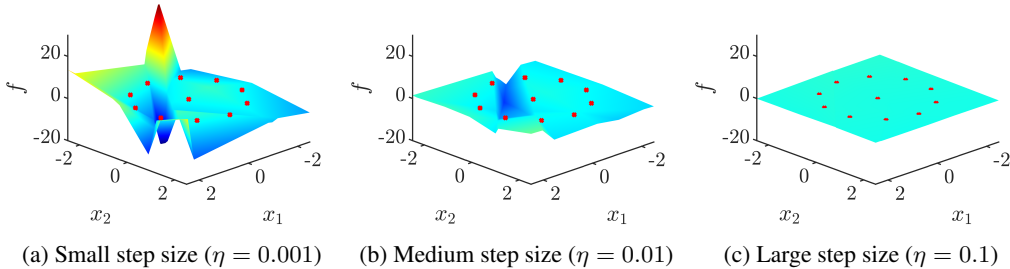 20
0
-20
f
-2
0
2
x₂
2
0
-2
x₁
20
0
-20
f
-2
0
2
x₂
2
0
-2
x₁
20
0
-20
f
-2
0
2
x₂
2
0
-2
x₁
(a) Small step size (η = 0.001)
(b) Medium step size (η = 0.01)
(c) Large step size (η = 0.1)